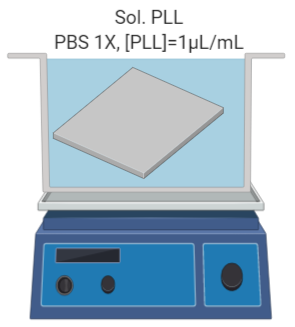 Sol. PLL
PBS 1X, [PLL]=1µL/mL